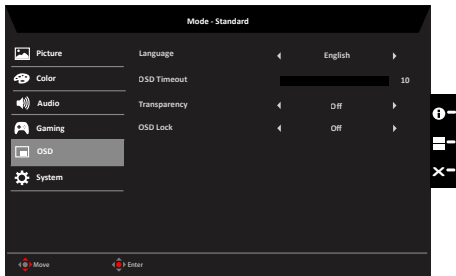 Mode - Standard
Picture
Language English
Color
OSD Timeout 10
Audio
Transparency Off
Gaming
OSD Lock Off
OSD
System
Move Enter